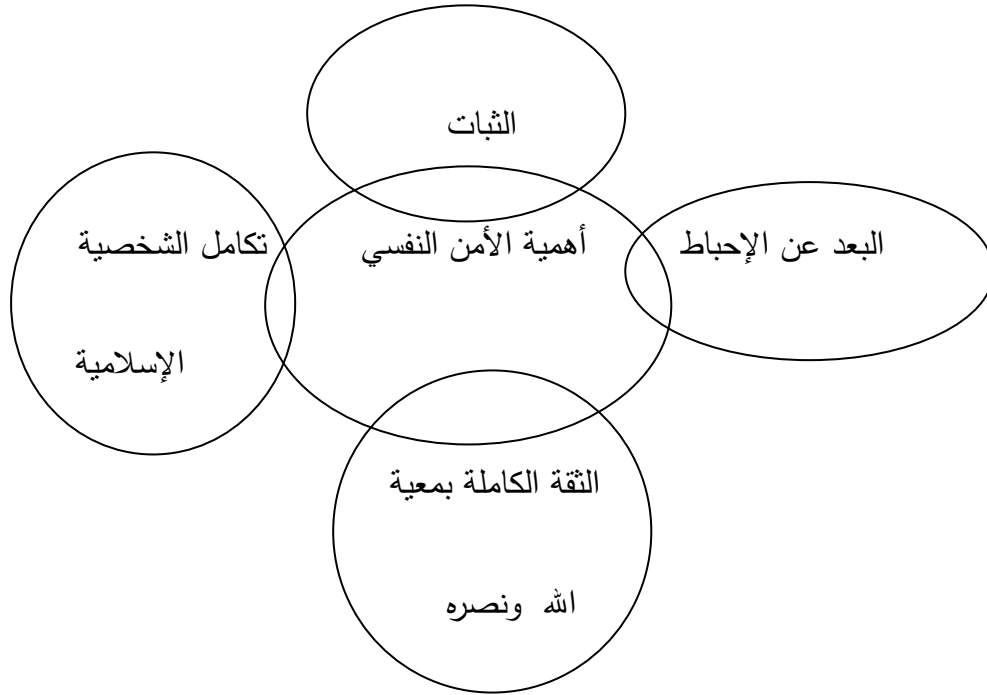 الثبات
أهمية الأمن النفسي
البعد عن الإحباط
تكامل الشخصية
الإسلامية
الثقة الكاملة بمعية
الله ونصره